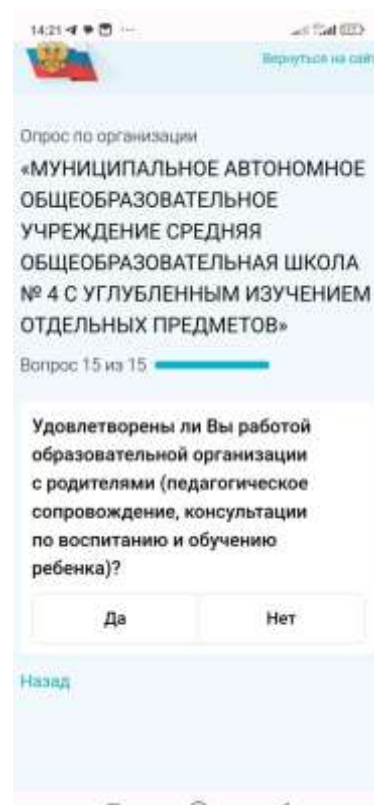 14:21
Вернуться на сайт
Опрос по организации
«МУНИЦИПАЛЬНОЕ АВТОНОМНОЕ
ОБЩЕОБРАЗОВАТЕЛЬНОЕ
УЧРЕЖДЕНИЕ СРЕДНЯЯ
ОБЩЕОБРАЗОВАТЕЛЬНАЯ ШКОЛА
№ 4 С УГЛУБЛЕННЫМ ИЗУЧЕНИЕМ
ОТДЕЛЬНЫХ ПРЕДМЕТОВ»
Вопрос 15 из 15
Удовлетворены ли Вы работой
образовательной организации
с родителями (педагогическое
сопровождение, консультации
по воспитанию и обучению
ребенка)?
Да Нет
Назад